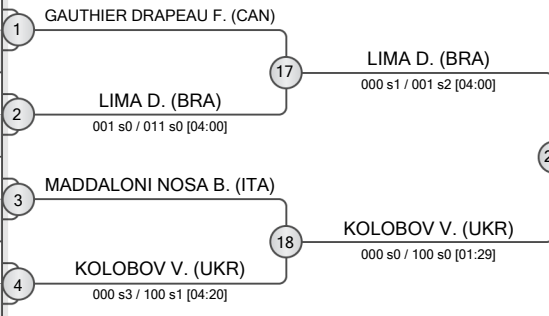 1
GAUTHIER DRAPEAU F. (CAN)
17
LIMA D. (BRA)
000 s1 / 001 s2 [04:00]
2
LIMA D. (BRA)
001 s0 / 011 s0 [04:00]
3
MADDALONI NOSA B. (ITA)
18
KOLOBOV V. (UKR)
000 s0 / 100 s0 [01:29]
4
KOLOBOV V. (UKR)
000 s3 / 100 s1 [04:20]